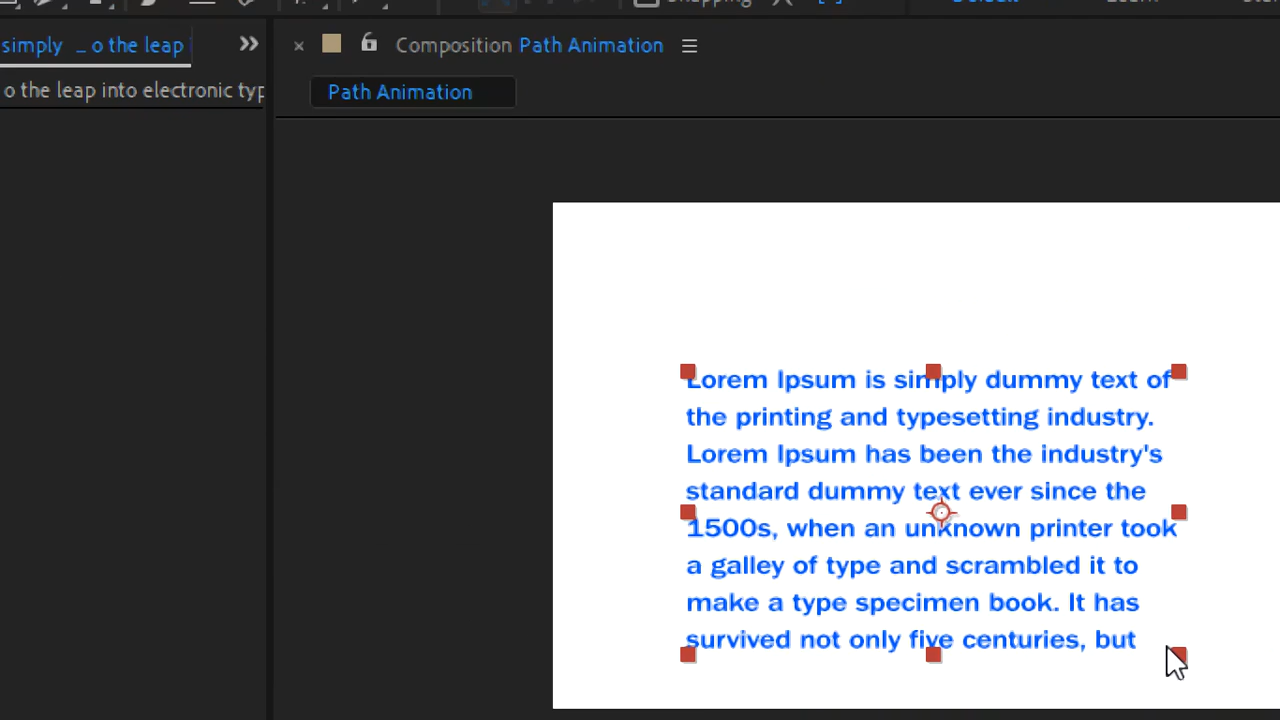 simply _ o the leap
Composition Path Animation
o the leap into electronic typ
Path Animation
Lorem Ipsum is simply dummy text of
the printing and typesetting industry.
Lorem Ipsum has been the industry's
standard dummy text ever since the
1500s, when an unknown printer took
a galley of type and scrambled it to
make a type specimen book. It has
survived not only five centuries, but